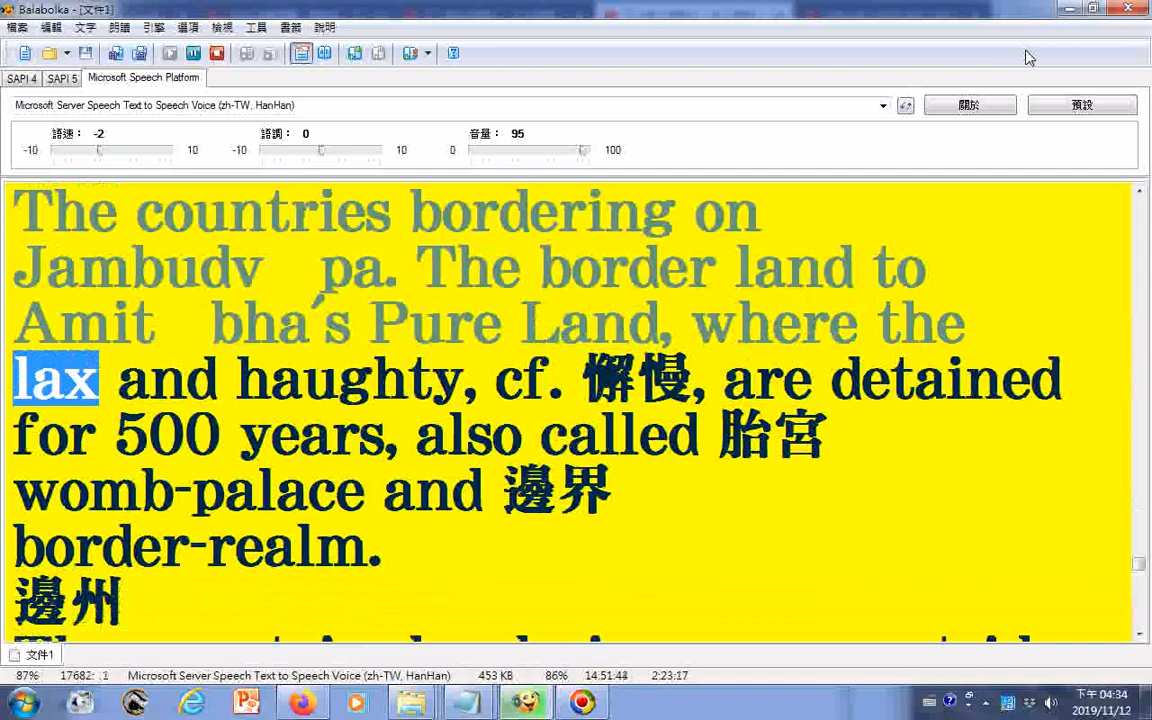 Balabolka - [文件1]
檔案 編輯 文字 朗讀 引擎 選項 檢視 工具 書籤 說明
SAPI 4 SAPI 5 Microsoft Speech Platform
Microsoft Server Speech Text to Speech Voice (zh-TW, HanHan) 關於 預設
語速： -2 語調： 0 音量： 95
-10 10 -10 10 0 100
The countries bordering on
Jambudv pa. The border land to
Amit bha's Pure Land, where the
lax and haughty, cf. 懈慢, are detained
for 500 years, also called 胎宮
womb-palace and 邊界
border-realm.
邊州
文件1
87% 17682: 1 Microsoft Server Speech Text to Speech Voice (zh-TW, HanHan) 453 KB 86% 14:51:48 2:23:17
下午 04:34
2019/11/12